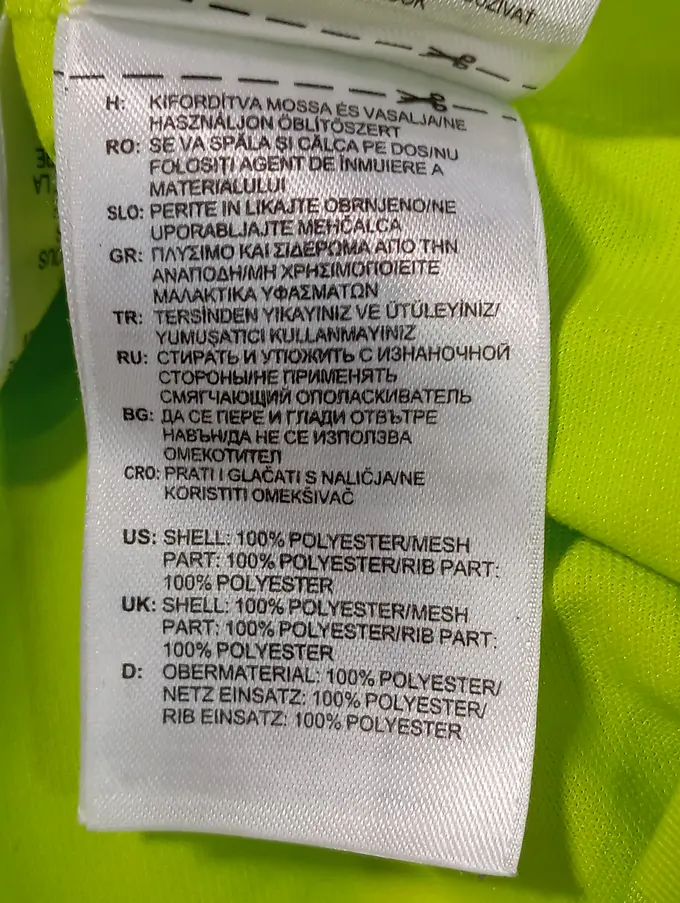 OZIVAT
H: KIFORDÍTVA MOSSA ÉS VASALJA/NE
HASZNÁLJON ÖBLÍTŐSZERT
RO: SE VA SPĂLA ȘI CĂLCA PE DOS/NU
FOLOSITI AGENT DE ÎNMUIERE A
MATERIALULUI
SLO: PERITE IN LIKAJTE OBRNJENO/NE
UPORABLJAJTE MEHČALCA
GR: ΠΛΥΣΙΜΟ ΚΑΙ ΣΙΔΕΡΩΜΑ ΑΠΟ ΤΗΝ
ΑΝΑΠΟΔΗ/ΜΗ ΧΡΗΣΙΜΟΠΟΙΕΙΤΕ
ΜΑΛΑΚΤΙΚΑ ΥΦΑΣΜΑΤΩΝ
TR: TERSİNDEN YIKAYINIZ VE ÜTÜLEYİNİZ/
YUMUŞATICI KULLANMAYINIZ
RU: СТИРАТЬ И УТЮЖИТЬ С ИЗНАНОЧНОЙ
СТОРОНЫ/НЕ ПРИМЕНЯТЬ
СМЯГЧАЮЩИЙ ОПОЛАСКИВАТЕЛЬ
BG: ДА СЕ ПЕРЕ И ГЛАДИ ОТВЪТРЕ
НАВЪН/ДА НЕ СЕ ИЗПОЛЗВА
ОМЕКОТИТЕЛ
CRO: PRATI I GLAČATI S NALIČJA/NE
KORISTITI OMEKŠIVAČ
US: SHELL: 100% POLYESTER/MESH
PART: 100% POLYESTER/RIB PART:
100% POLYESTER
UK: SHELL: 100% POLYESTER/MESH
PART: 100% POLYESTER/RIB PART:
100% POLYESTER
D: OBERMATERIAL: 100% POLYESTER/
NETZ EINSATZ: 100% POLYESTER/
RIB EINSATZ: 100% POLYESTER